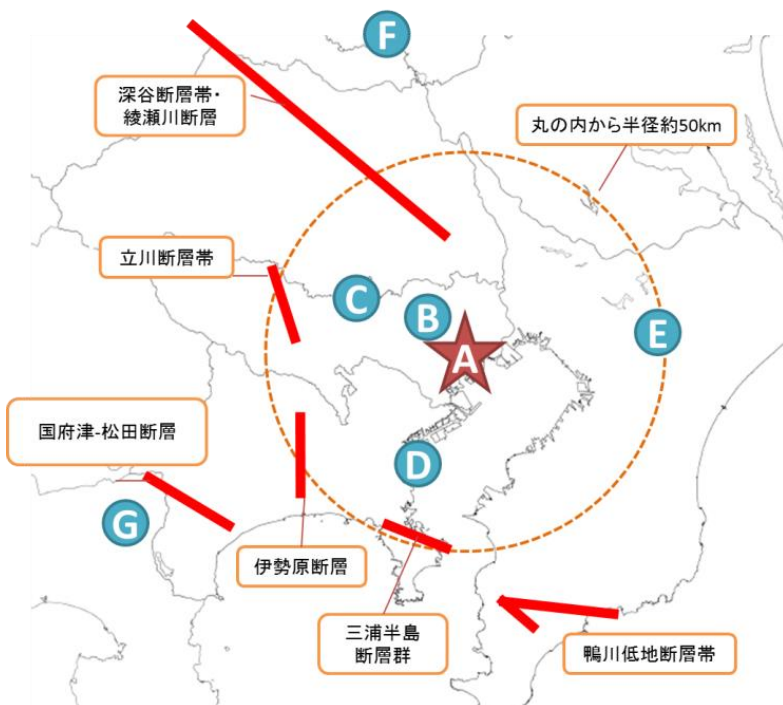 F
深谷断層帯・
綾瀬川断層
丸の内から半径約50km
立川断層帯
C
B
A
E
国府津-松田断層
D
G
伊勢原断層
三浦半島
断層群
鴨川低地断層帯